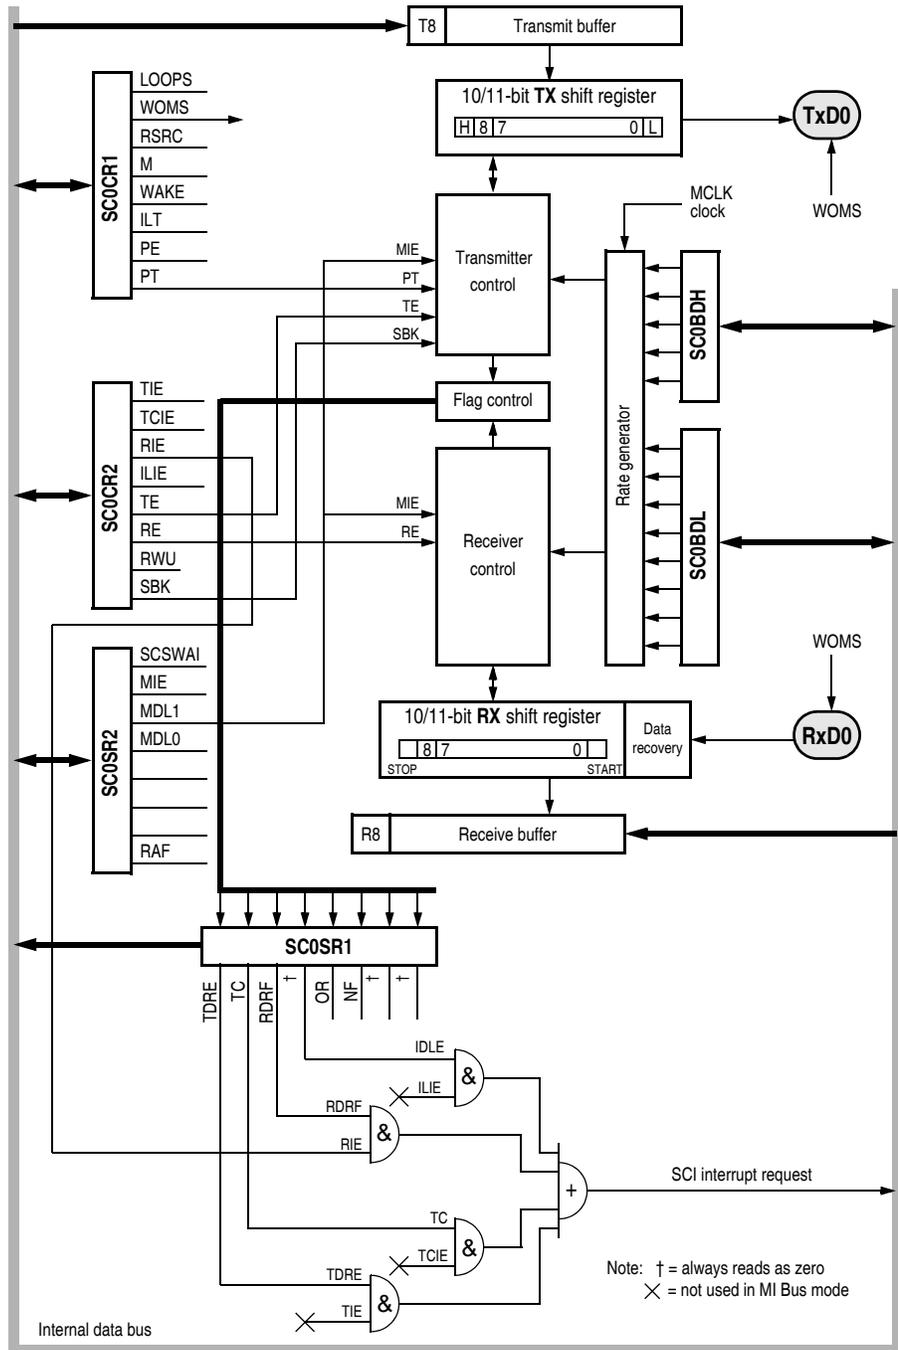 T8 Transmit buffer
10/11-bit TX shift register
H 8 7 0 L
TxD0
WOMS
SC0CR1
LOOPS
WOMS
RSRC
M
WAKE
ILT
PE
PT
MIE
PT
TE
SBK
Transmitter
control
MCLK
clock
SC0BDH
Rate generator
SC0BDL
Flag control
SC0CR2
TIE
TCIE
RIE
ILIE
TE
RE
RWU
SBK
MIE
RE
Receiver
control
SC0SR2
SCSWAI
MIE
MDL1
MDL0
RAF
10/11-bit RX shift register
8 7 0
STOP START
Data
recovery
WOMS
RxD0
R8 Receive buffer
SC0SR1
TDRE
TC
RDRF
†
OR
NF
†
†
IDLE
ILIE
&
RDRF
RIE
&
TC
TCIE
&
TDRE
TIE
&
+
SCI interrupt request
Note: † = always reads as zero
= not used in MI Bus mode
Internal data bus